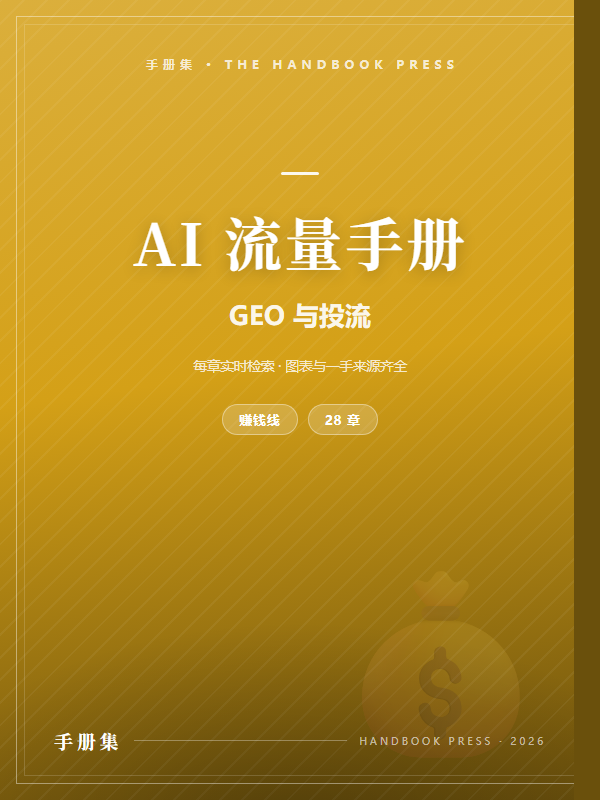 手册集 • THE HANDBOOK PRESS
AI 流量手册
GEO 与投流
每章实时检索 · 图表与一手来源齐全
赚钱线
28 章
$
手册集
HANDBOOK PRESS · 2026